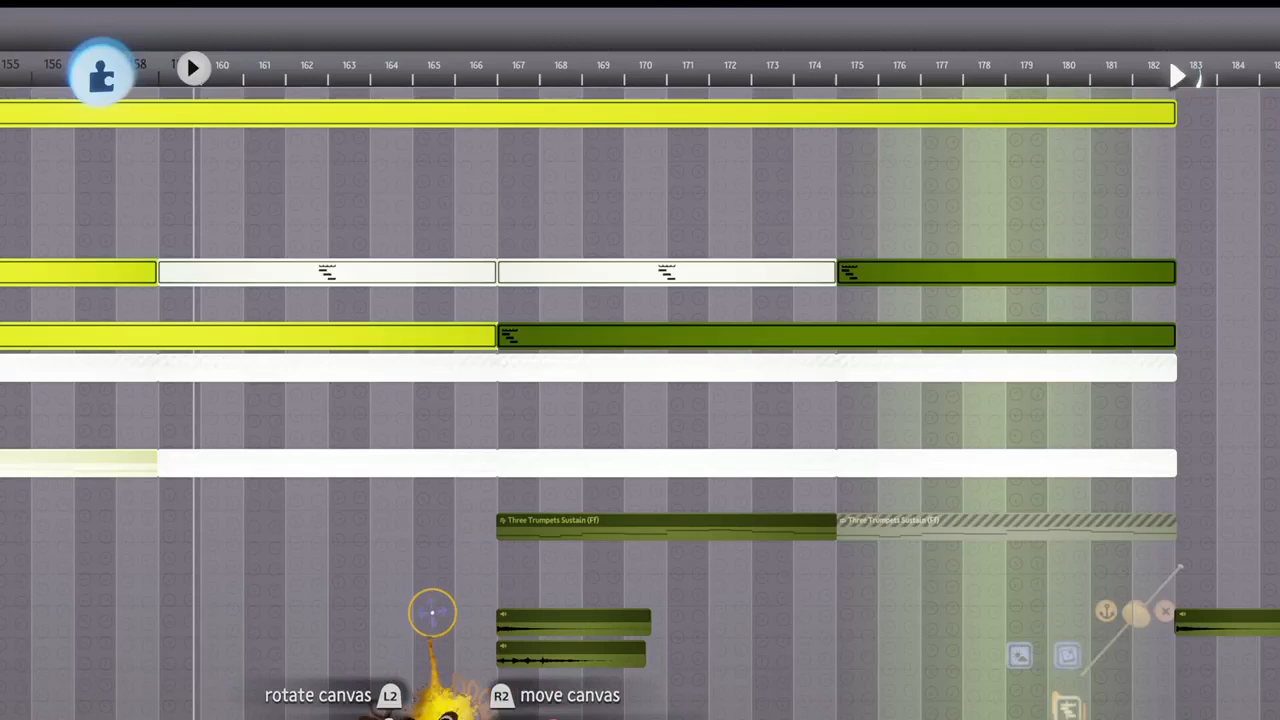 155 156 58 160 161 162 163 164 165 166 167 168 169 170 171 172 173 174 175 176 177 178 179 180 181 182 183 184
Three Trumpets Sustain (Ff) Three Trumpets Sustain (Ff)
rotate canvas L2 R2 move canvas